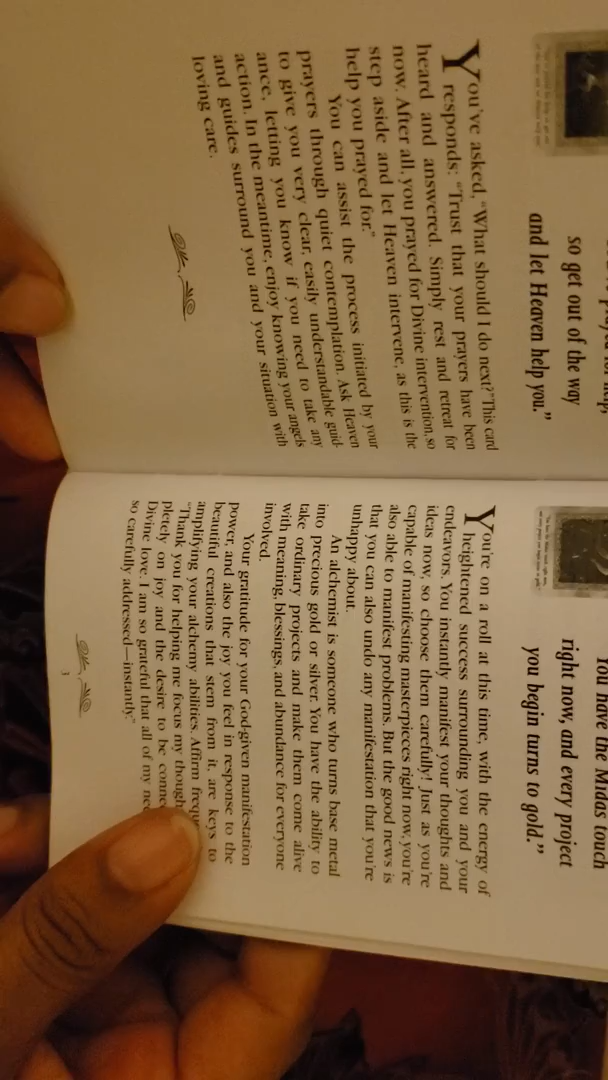 so get out of the way
and let Heaven help you."
You've asked, "What should I do next?" This card
responds: "Trust that your prayers have been
heard and answered. Simply rest and retreat for
now. After all, you prayed for Divine intervention, so
step aside and let Heaven intervene, as this is the
help you prayed for."
You can assist the process initiated by your
prayers through quiet contemplation. Ask Heaven
to give you very clear, easily understandable guid-
ance, letting you know if you need to take any
action. In the meantime, enjoy knowing your angels
and guides surround you and your situation with
loving care.
You have the Midas touch
right now, and every project
you begin turns to gold."
You're on a roll at this time, with the energy of
heightened success surrounding you and your
endeavors. You instantly manifest your thoughts and
ideas now, so choose them carefully! Just as you're
capable of manifesting masterpieces right now, you're
also able to manifest problems. But the good news is
that you can also undo any manifestation that you're
unhappy about.
An alchemist is someone who turns base metal
into precious gold or silver. You have the ability to
take ordinary projects and make them come alive
with meaning, blessings, and abundance for everyone
involved.
Your gratitude for your God-given manifestation
power, and also the joy you feel in response to the
beautiful creations that stem from it, are keys to
amplifying your alchemy abilities. Affirm
"Thank you for helping me focus my
pletely on joy and the desire to be
Divine love. I am so grateful that all of my
so carefully addressed—instantly."
3